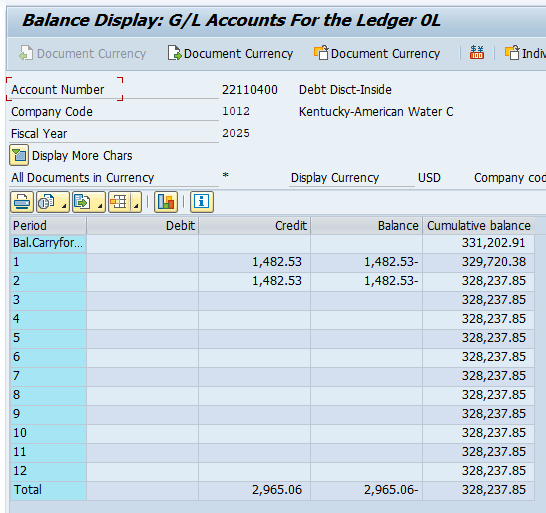 Balance Display: G/L Accounts For the Ledger 0L
Document Currency Document Currency Document Currency Indiv
Account Number 22110400 Debt Disct-Inside
Company Code 1012 Kentucky-American Water C
Fiscal Year 2025
Display More Chars
All Documents in Currency * Display Currency USD Company cod
Period Debit Credit Balance Cumulative balance
Bal.Carryfor... 331,202.91
1 1,482.53 1,482.53- 329,720.38
2 1,482.53 1,482.53- 328,237.85
3 328,237.85
4 328,237.85
5 328,237.85
6 328,237.85
7 328,237.85
8 328,237.85
9 328,237.85
10 328,237.85
11 328,237.85
12 328,237.85
Total 2,965.06 2,965.06- 328,237.85